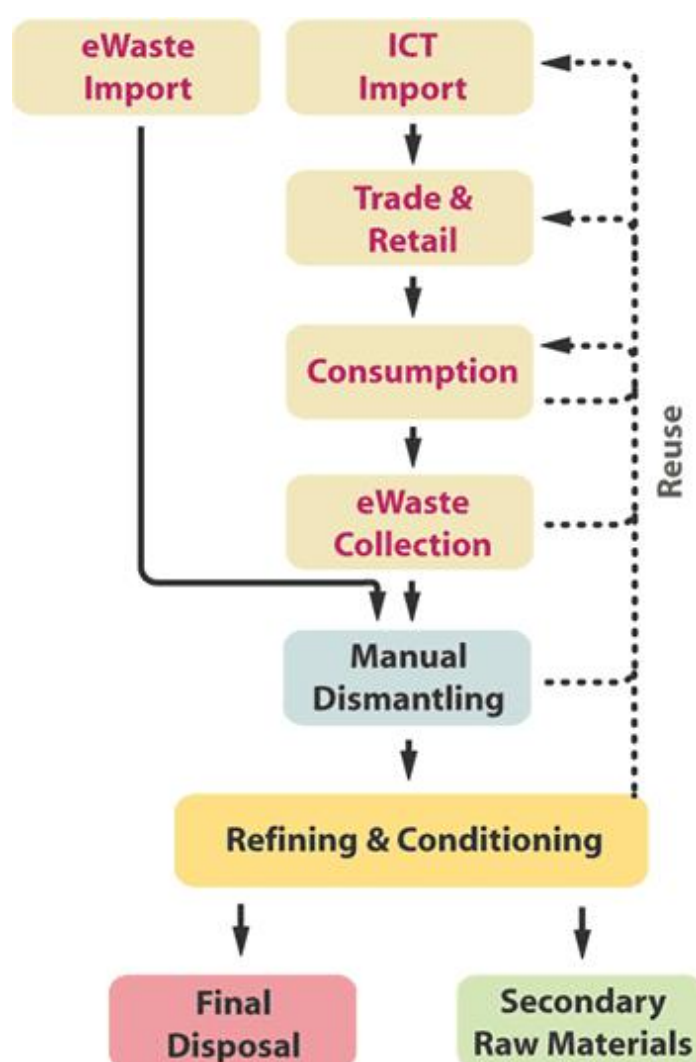 eWaste
Import
ICT
Import
Trade &
Retail
Consumption
eWaste
Collection
Reuse
Manual
Dismantling
Refining & Conditioning
Final
Disposal
Secondary
Raw Materials